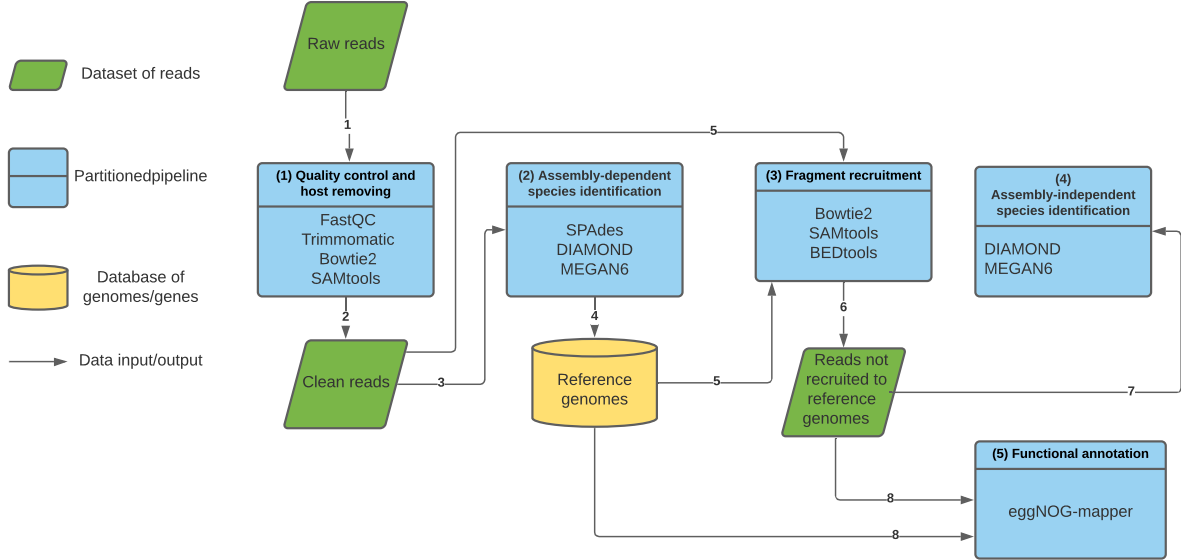 Raw reads
Dataset of reads
1
5
Partitionedpipeline
(1) Quality control and
host removing
FastQC
Trimmomatic
Bowtie2
SAMtools
(2) Assembly-dependent
species identification
SPAdes
DIAMOND
MEGAN6
(3) Fragment recruitment
Bowtie2
SAMtools
BEDtools
(4)
Assembly-independent
species identification
DIAMOND
MEGAN6
Database of
genomes/genes
2
4
6
Data input/output
Clean reads
3
Reference
genomes
5
Reads not
recruited to
reference
genomes
7
(5) Functional annotation
eggNOG-mapper
8
8